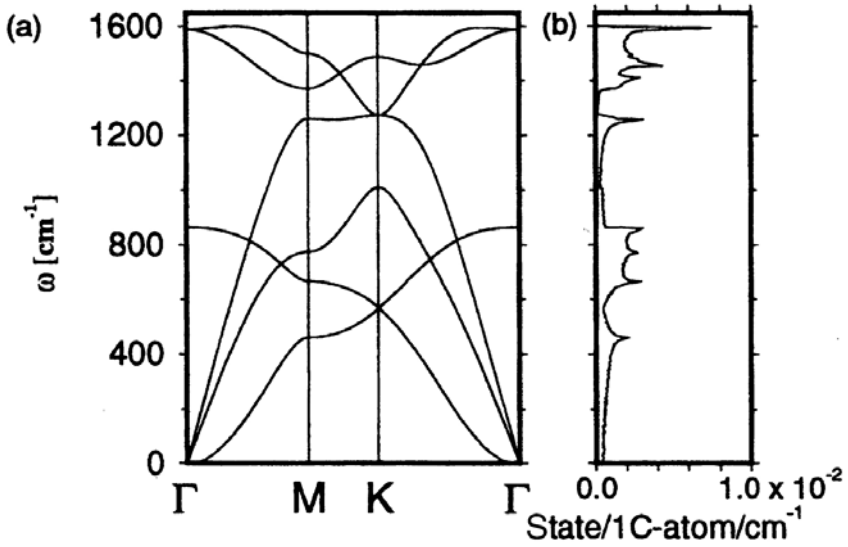 (a)
1600
1200
800
400
0
ω [cm⁻¹]
Γ M K Γ
(b)
0.0 1.0 x 10⁻²
State/1C-atom/cm⁻¹